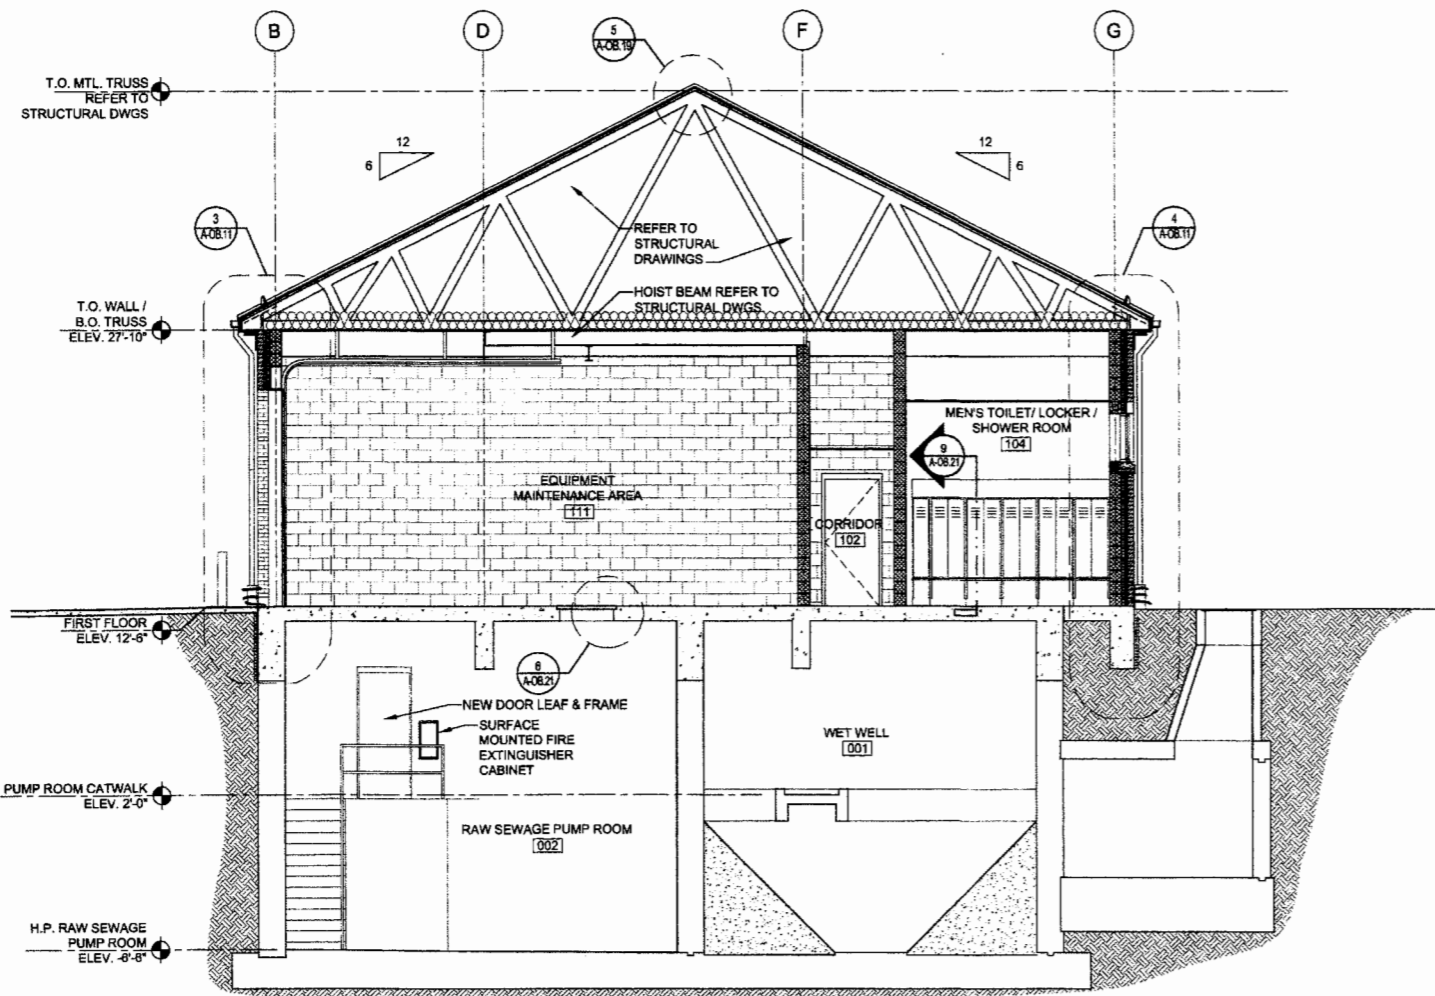 B
D
F
G
5
A-OB.19
T.O. MTL. TRUSS
REFER TO
STRUCTURAL DWGS
12
6
12
6
3
A-OB.11
4
A-OB.11
REFER TO
STRUCTURAL
DRAWINGS
HOIST BEAM REFER TO
STRUCTURAL DWGS
T.O. WALL /
B.O. TRUSS
ELEV. 27'-10"
MEN'S TOILET/ LOCKER /
SHOWER ROOM
104
9
A-OB.21
EQUIPMENT
MAINTENANCE AREA
111
CORRIDOR
102
FIRST FLOOR
ELEV. 12'-6"
A-OB.21
NEW DOOR LEAF & FRAME
SURFACE
MOUNTED FIRE
EXTINGUISHER
CABINET
WET WELL
001
PUMP ROOM CATWALK
ELEV. 2'-0"
RAW SEWAGE PUMP ROOM
002
H.P. RAW SEWAGE
PUMP ROOM
ELEV.